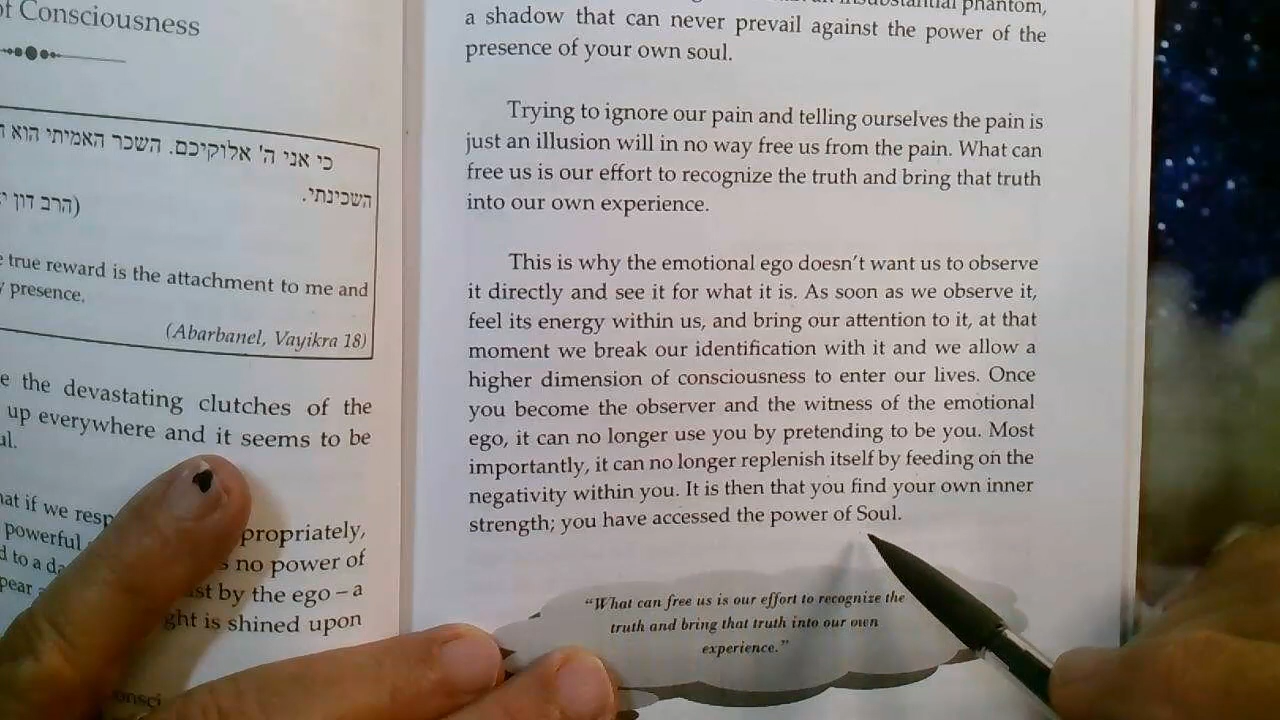 of Consciousness
כי אני ה' אלוקיכם. השכר האמיתי הוא
השכינתי.
(הרב דון
true reward is the attachment to me and
presence.
(Abarbanel, Vayikra 18)
the devastating clutches of the
up everywhere and it seems to be
what if we resp
propriately,
powerful
no power of
to a da
by the ego – a
is shined upon
phantom,
a shadow that can never prevail against the power of the
presence of your own soul.
Trying to ignore our pain and telling ourselves the pain is
just an illusion will in no way free us from the pain. What can
free us is our effort to recognize the truth and bring that truth
into our own experience.
This is why the emotional ego doesn't want us to observe
it directly and see it for what it is. As soon as we observe it,
feel its energy within us, and bring our attention to it, at that
moment we break our identification with it and we allow a
higher dimension of consciousness to enter our lives. Once
you become the observer and the witness of the emotional
ego, it can no longer use you by pretending to be you. Most
importantly, it can no longer replenish itself by feeding on the
negativity within you. It is then that you find your own inner
strength; you have accessed the power of Soul.
“What can free us is our effort to recognize the
truth and bring that truth into our own
experience.”